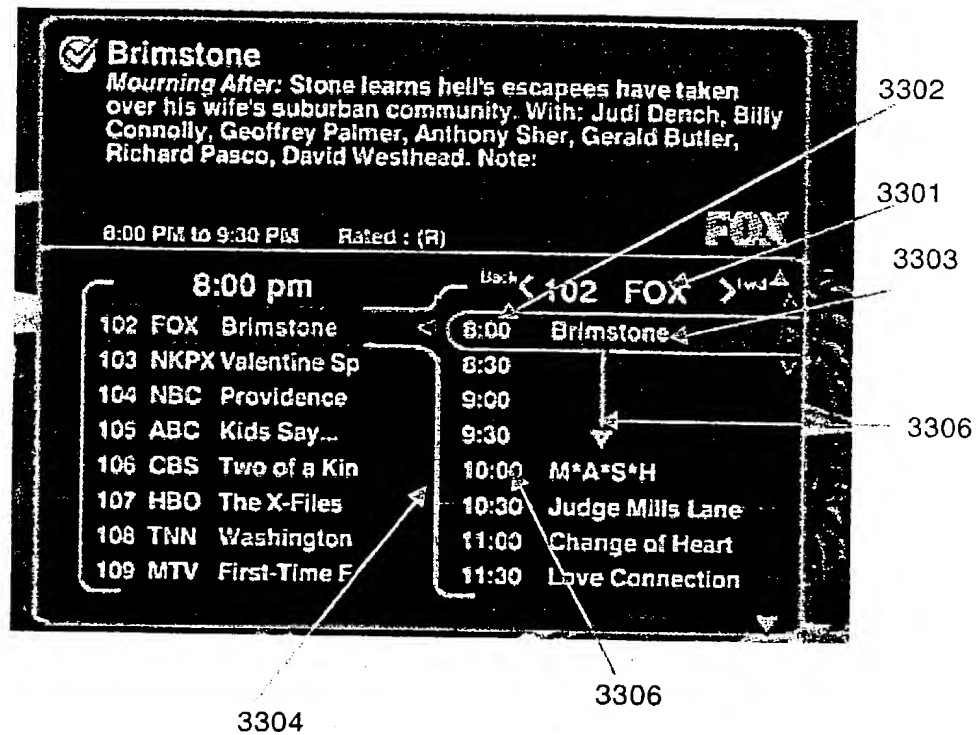 Brimstone
Mourning After: Stone learns hell's escapees have taken
over his wife's suburban community. With: Judi Dench, Billy
Connolly, Geoffrey Palmer, Anthony Sher, Gerald Butler,
Richard Pasco, David Westhead. Note:
8:00 PM to 9:30 PM Rated : (R)
FOX
8:00 pm
102 FOX Brimstone
103 NKPX Valentine Sp
104 NBC Providence
105 ABC Kids Say...
106 CBS Two of a Kin
107 HBO The X-Files
108 TNN Washington
109 MTV First-Time F
Back < 102 FOX > fwd
8:00 Brimstone
8:30
9:00
9:30
10:00 M*A*S*H
10:30 Judge Mills Lane
11:00 Change of Heart
11:30 Love Connection
3302
3301
3303
3306
3306
3304